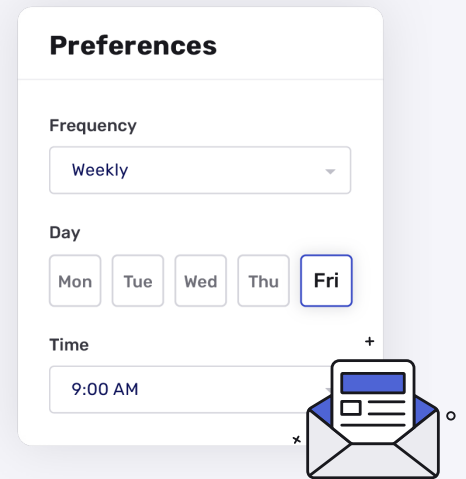 Preferences
Frequency
Weekly
Day
Mon Tue Wed Thu Fri
Time
9:00 AM